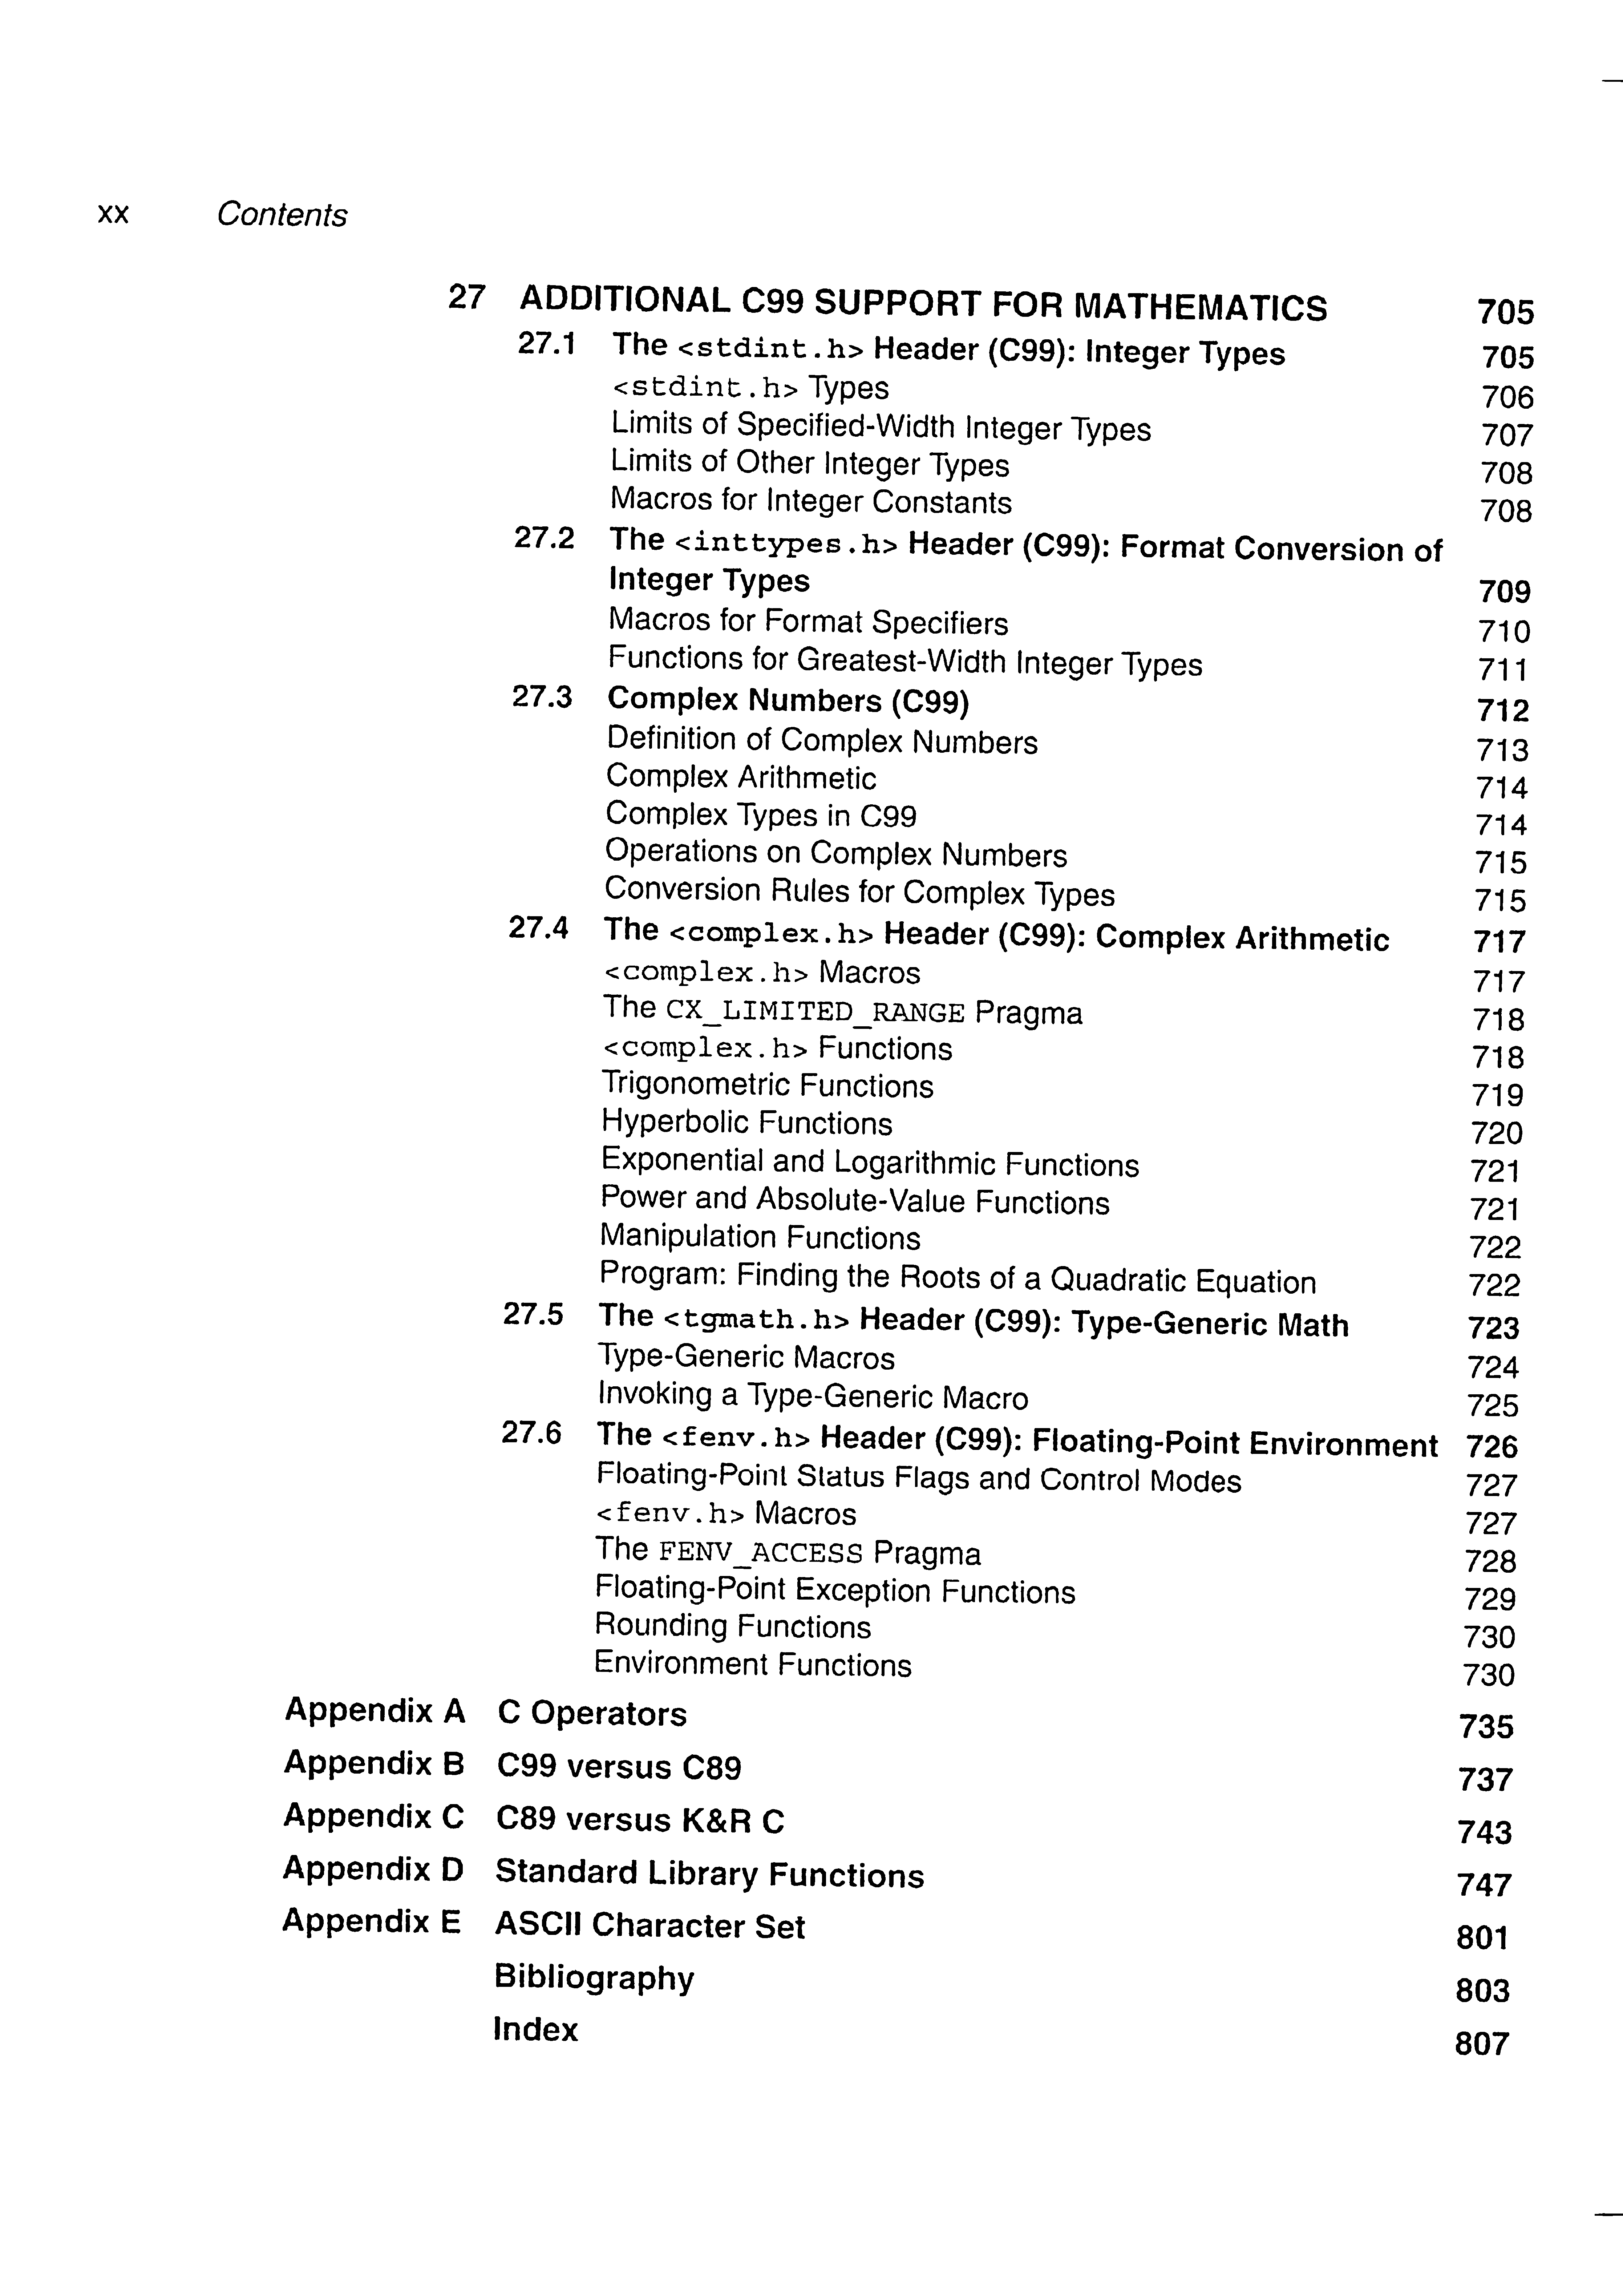 xx Contents
27 ADDITIONAL C99 SUPPORT FOR MATHEMATICS 705
27.1 The <stdint.h> Header (C99): Integer Types 705
<stdint.h> Types 706
Limits of Specified-Width Integer Types 707
Limits of Other Integer Types 708
Macros for Integer Constants 708
27.2 The <inttypes.h> Header (C99): Format Conversion of
Integer Types 709
Macros for Format Specifiers 710
Functions for Greatest-Width Integer Types 711
27.3 Complex Numbers (C99) 712
Definition of Complex Numbers 713
Complex Arithmetic 714
Complex Types in C99 714
Operations on Complex Numbers 715
Conversion Rules for Complex Types 715
27.4 The <complex.h> Header (C99): Complex Arithmetic 717
<complex.h> Macros 717
The CX_LIMITED_RANGE Pragma 718
<complex.h> Functions 718
Trigonometric Functions 719
Hyperbolic Functions 720
Exponential and Logarithmic Functions 721
Power and Absolute-Value Functions 721
Manipulation Functions 722
Program: Finding the Roots of a Quadratic Equation 722
27.5 The <tgmath.h> Header (C99): Type-Generic Math 723
Type-Generic Macros 724
Invoking a Type-Generic Macro 725
27.6 The <fenv.h> Header (C99): Floating-Point Environment 726
Floating-Point Status Flags and Control Modes 727
<fenv.h> Macros 727
The FENV_ACCESS Pragma 728
Floating-Point Exception Functions 729
Rounding Functions 730
Environment Functions 730
Appendix A C Operators 735
Appendix B C99 versus C89 737
Appendix C C89 versus K&R C 743
Appendix D Standard Library Functions 747
Appendix E ASCII Character Set 801
Bibliography 803
Index 807